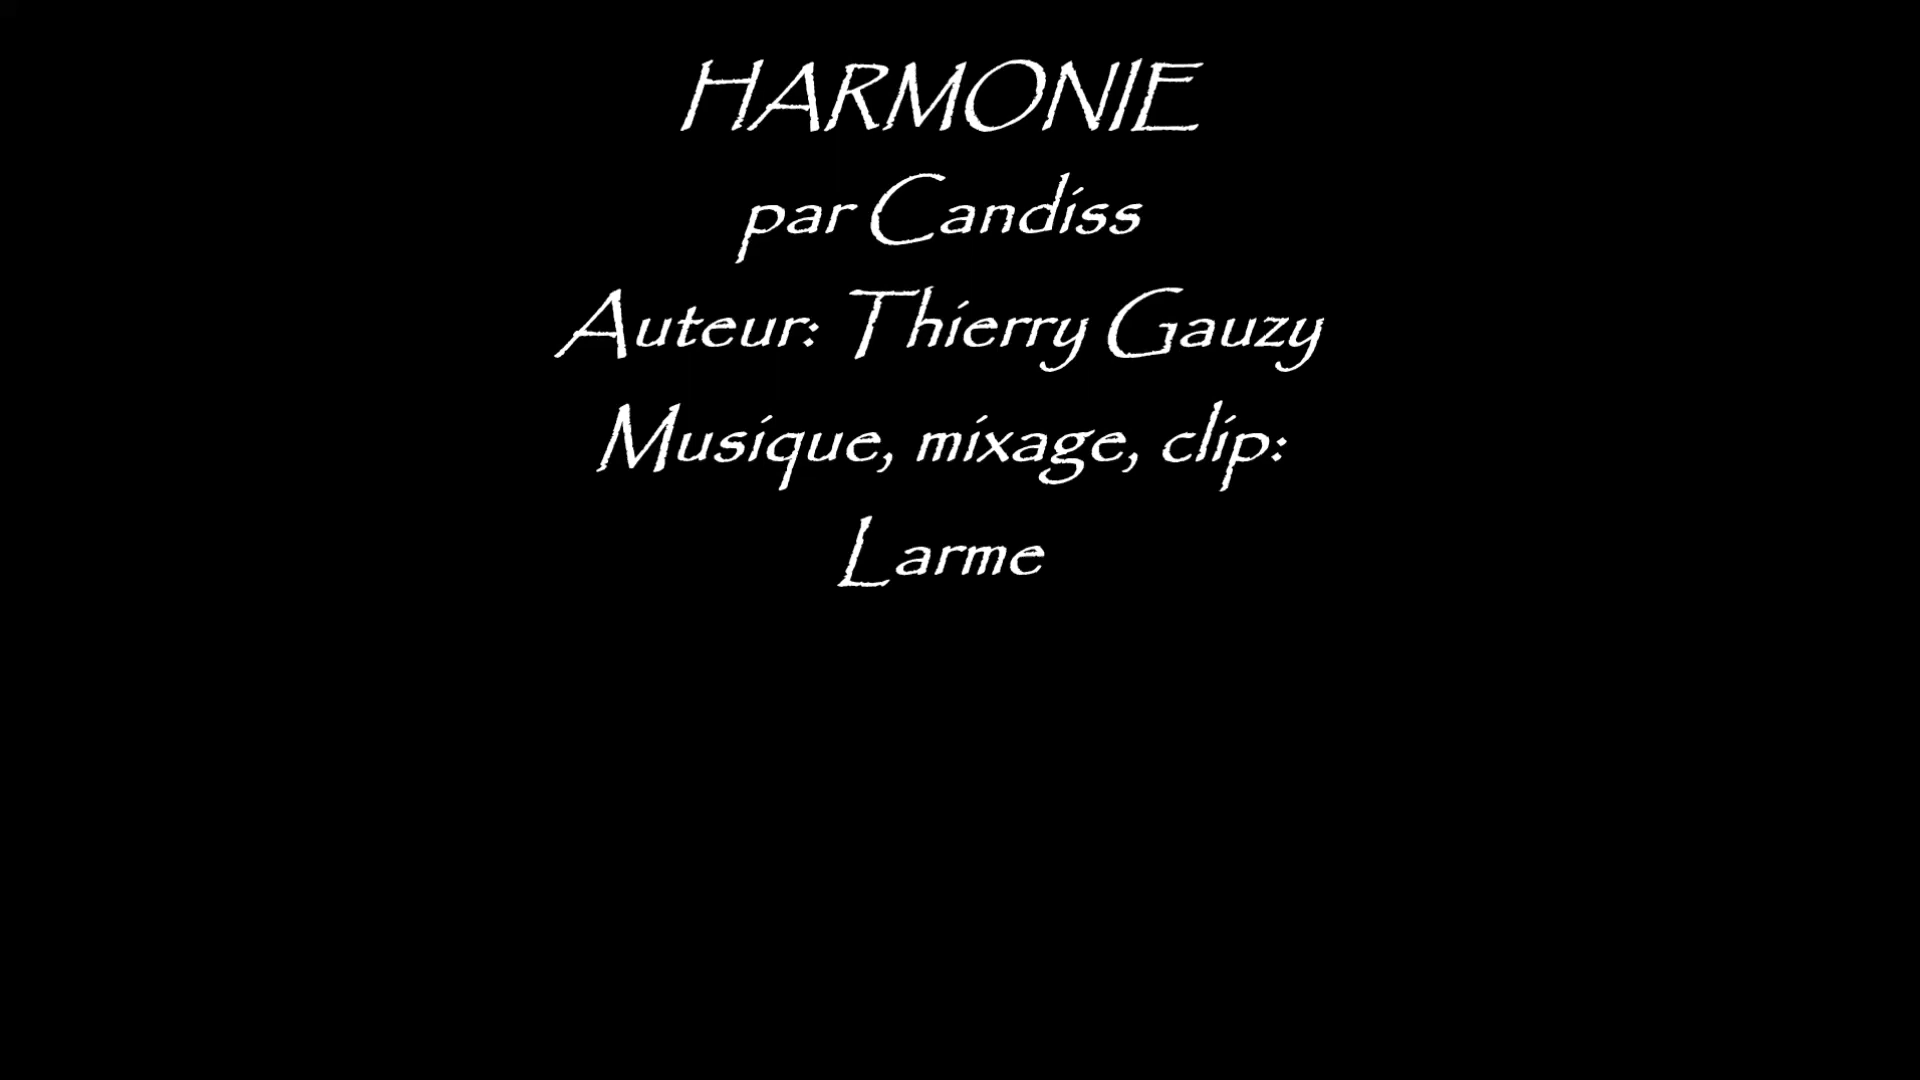 HARMONIE
par Candiss
Auteur: Thierry Gauzy
Musique, mixage, clip:
Larme